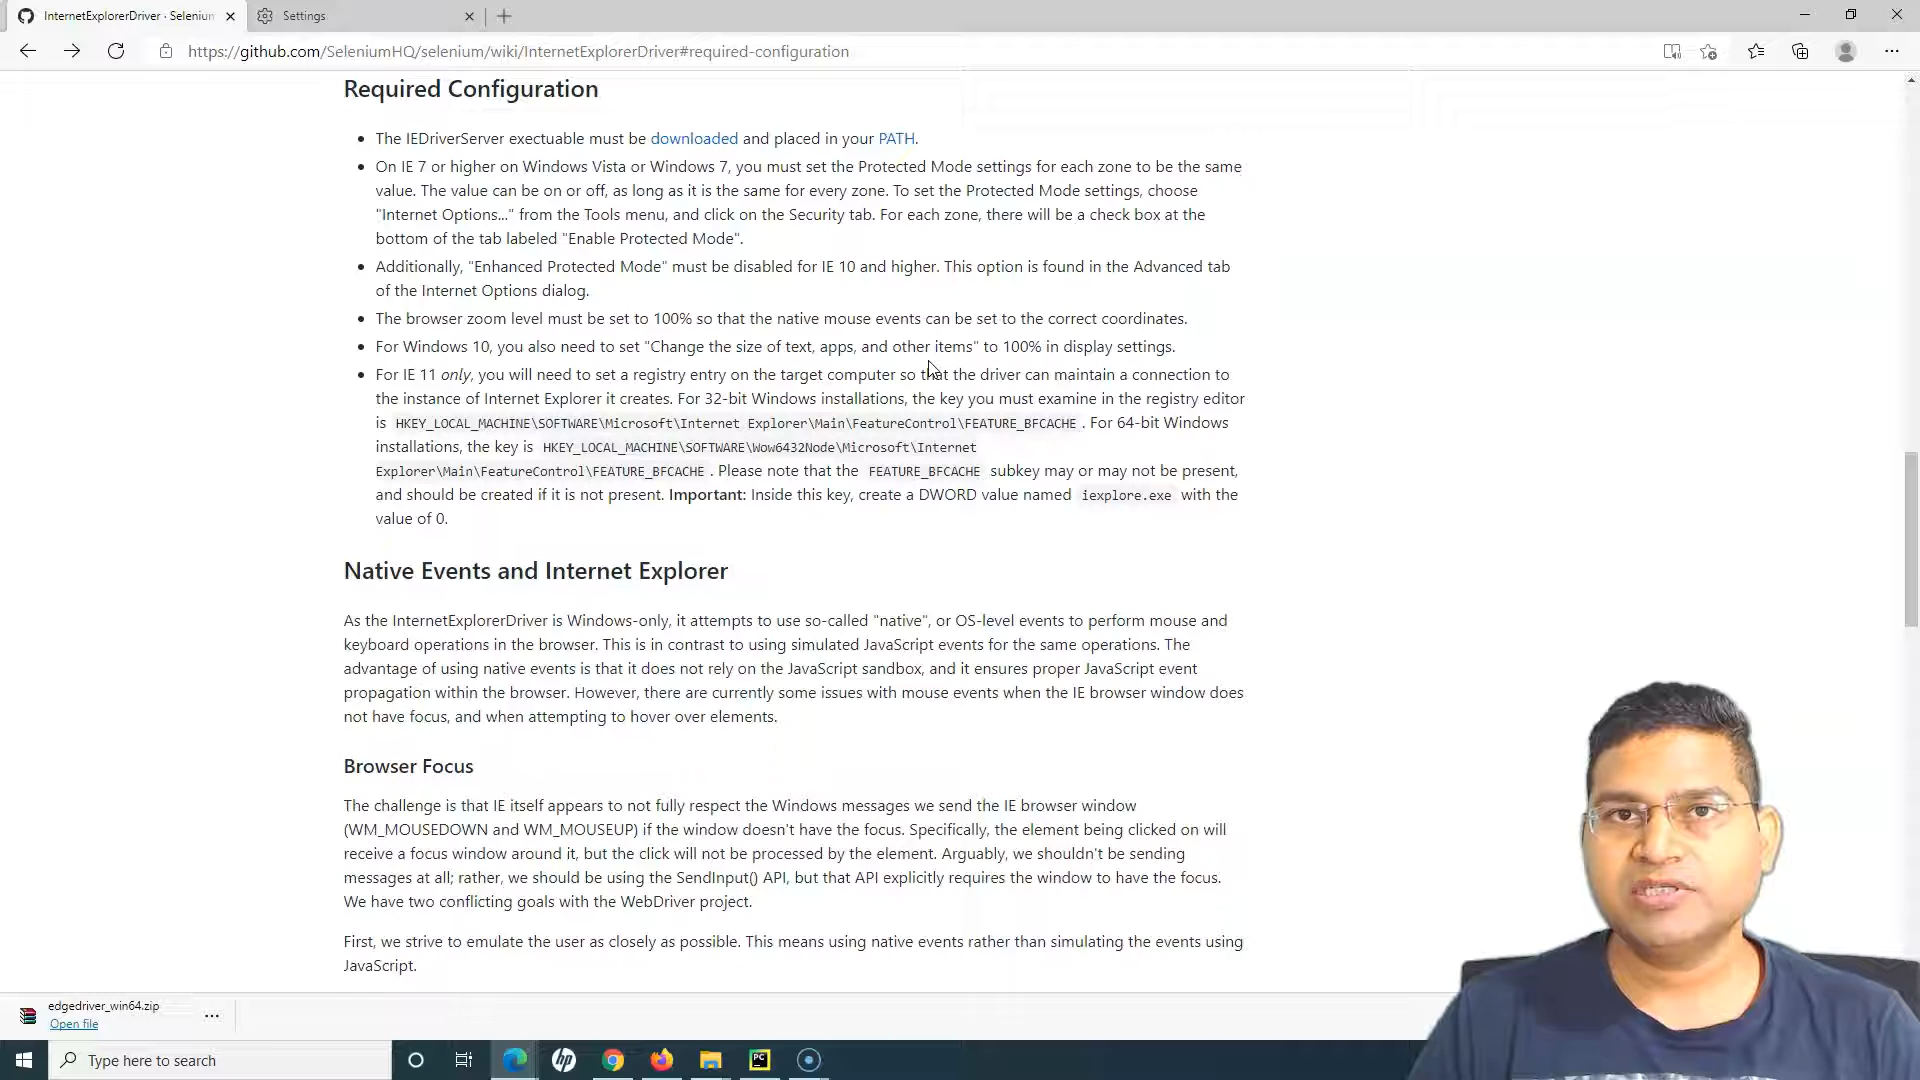 InternetExplorerDriver · Selenium
Settings
https://github.com/SeleniumHQ/selenium/wiki/InternetExplorerDriver#required-configuration
Required Configuration
• The IEDriverServer exectuable must be downloaded and placed in your PATH.
• On IE 7 or higher on Windows Vista or Windows 7, you must set the Protected Mode settings for each zone to be the same
value. The value can be on or off, as long as it is the same for every zone. To set the Protected Mode settings, choose
"Internet Options..." from the Tools menu, and click on the Security tab. For each zone, there will be a check box at the
bottom of the tab labeled "Enable Protected Mode".
• Additionally, "Enhanced Protected Mode" must be disabled for IE 10 and higher. This option is found in the Advanced tab
of the Internet Options dialog.
• The browser zoom level must be set to 100% so that the native mouse events can be set to the correct coordinates.
• For Windows 10, you also need to set "Change the size of text, apps, and other items" to 100% in display settings.
• For IE 11 only, you will need to set a registry entry on the target computer so that the driver can maintain a connection to
the instance of Internet Explorer it creates. For 32-bit Windows installations, the key you must examine in the registry editor
is HKEY_LOCAL_MACHINE\SOFTWARE\Microsoft\Internet Explorer\Main\FeatureControl\FEATURE_BFCACHE . For 64-bit Windows
installations, the key is HKEY_LOCAL_MACHINE\SOFTWARE\Wow6432Node\Microsoft\Internet
Explorer\Main\FeatureControl\FEATURE_BFCACHE . Please note that the FEATURE_BFCACHE subkey may or may not be present,
and should be created if it is not present. Important: Inside this key, create a DWORD value named iexplore.exe with the
value of 0.
Native Events and Internet Explorer
As the InternetExplorerDriver is Windows-only, it attempts to use so-called "native", or OS-level events to perform mouse and
keyboard operations in the browser. This is in contrast to using simulated JavaScript events for the same operations. The
advantage of using native events is that it does not rely on the JavaScript sandbox, and it ensures proper JavaScript event
propagation within the browser. However, there are currently some issues with mouse events when the IE browser window does
not have focus, and when attempting to hover over elements.
Browser Focus
The challenge is that IE itself appears to not fully respect the Windows messages we send the IE browser window
(WM_MOUSEDOWN and WM_MOUSEUP) if the window doesn't have the focus. Specifically, the element being clicked on will
receive a focus window around it, but the click will not be processed by the element. Arguably, we shouldn't be sending
messages at all; rather, we should be using the SendInput() API, but that API explicitly requires the window to have the focus.
We have two conflicting goals with the WebDriver project.
First, we strive to emulate the user as closely as possible. This means using native events rather than simulating the events using
JavaScript.
edgedriver_win64.zip
Open file
Type here to search
hp
PC